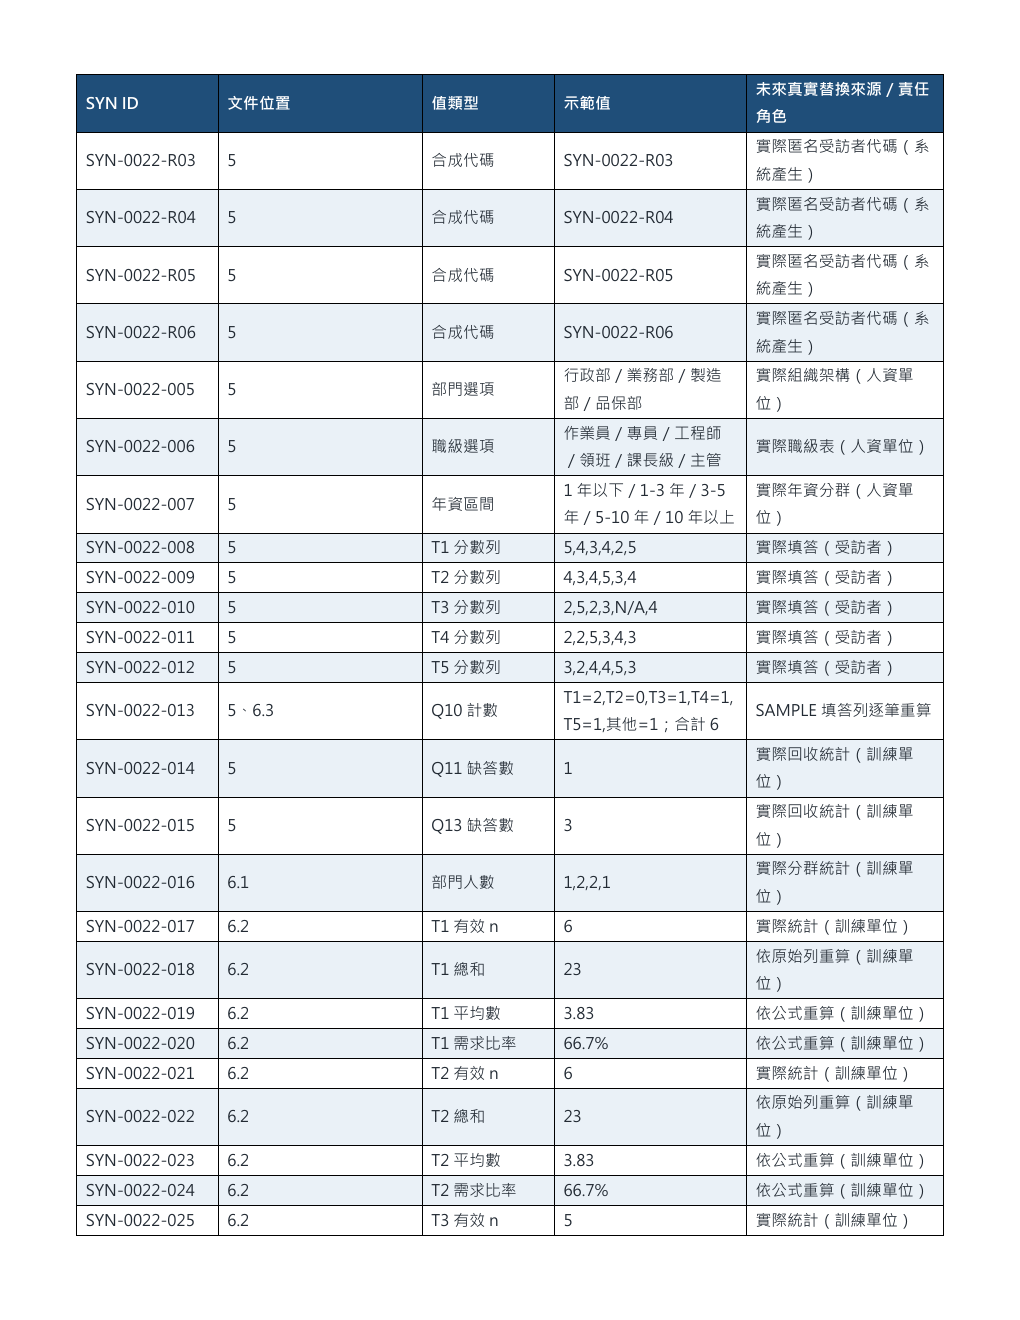 SYN ID 文件位置 值類型 示範值 未來真實替換來源 / 責任
角色
SYN-0022-R03 5 合成代碼 SYN-0022-R03 實際匿名受訪者代碼（系
統產生）
SYN-0022-R04 5 合成代碼 SYN-0022-R04 實際匿名受訪者代碼（系
統產生）
SYN-0022-R05 5 合成代碼 SYN-0022-R05 實際匿名受訪者代碼（系
統產生）
SYN-0022-R06 5 合成代碼 SYN-0022-R06 實際匿名受訪者代碼（系
統產生）
SYN-0022-005 5 部門選項 行政部 / 業務部 / 製造
部 / 品保部
實際組織架構（人資單
位）
SYN-0022-006 5 職級選項 作業員 / 專員 / 工程師
/ 領班 / 課長級 / 主管
實際職級表（人資單位）
SYN-0022-007 5 年資區間 1 年以下 / 1-3 年 / 3-5
年 / 5-10 年 / 10 年以上
實際年資分群（人資單
位）
SYN-0022-008 5 T1 分數列 5,4,3,4,2,5 實際填答（受訪者）
SYN-0022-009 5 T2 分數列 4,3,4,5,3,4 實際填答（受訪者）
SYN-0022-010 5 T3 分數列 2,5,2,3,N/A,4 實際填答（受訪者）
SYN-0022-011 5 T4 分數列 2,2,5,3,4,3 實際填答（受訪者）
SYN-0022-012 5 T5 分數列 3,2,4,4,5,3 實際填答（受訪者）
SYN-0022-013 5、6.3 Q10 計數 T1=2,T2=0,T3=1,T4=1,
T5=1,其他=1；合計 6
SAMPLE 填答列逐筆重算
SYN-0022-014 5 Q11 缺答數 1 實際回收統計（訓練單
位）
SYN-0022-015 5 Q13 缺答數 3 實際回收統計（訓練單
位）
SYN-0022-016 6.1 部門人數 1,2,2,1 實際分群統計（訓練單
位）
SYN-0022-017 6.2 T1 有效 n 6 實際統計（訓練單位）
SYN-0022-018 6.2 T1 總和 23 依原始列重算（訓練單
位）
SYN-0022-019 6.2 T1 平均數 3.83 依公式重算（訓練單位）
SYN-0022-020 6.2 T1 需求比率 66.7% 依公式重算（訓練單位）
SYN-0022-021 6.2 T2 有效 n 6 實際統計（訓練單位）
SYN-0022-022 6.2 T2 總和 23 依原始列重算（訓練單
位）
SYN-0022-023 6.2 T2 平均數 3.83 依公式重算（訓練單位）
SYN-0022-024 6.2 T2 需求比率 66.7% 依公式重算（訓練單位）
SYN-0022-025 6.2 T3 有效 n 5 實際統計（訓練單位）